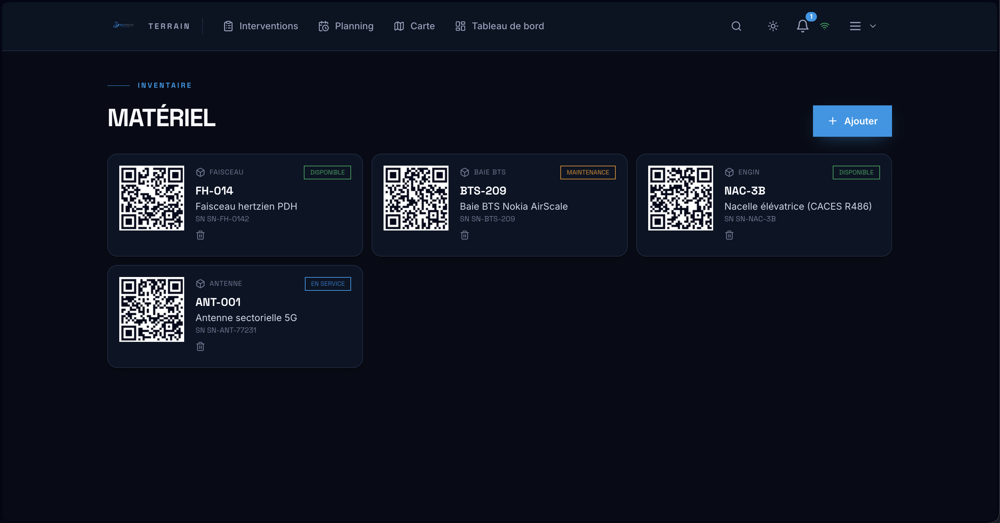 NJTECH TERRAIN Interventions Planning Carte Tableau de bord 1
INVENTAIRE
MATÉRIEL
+ Ajouter
FAISCEAU DISPONIBLE
FH-014
Faisceau hertzien PDH
SN SN-FH-0142
BAIE BTS MAINTENANCE
BTS-209
Baie BTS Nokia AirScale
SN SN-BTS-209
ENGIN DISPONIBLE
NAC-3B
Nacelle élévatrice (CACES R486)
SN SN-NAC-3B
ANTENNE EN SERVICE
ANT-001
Antenne sectorielle 5G
SN SN-ANT-77231